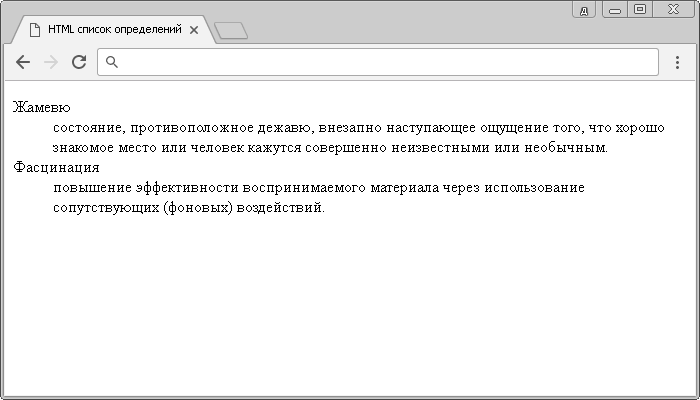 д
HTML список определений
Жамевю
состояние, противоположное дежавю, внезапно наступающее ощущение того, что хорошо
знакомое место или человек кажутся совершенно неизвестными или необычным.
Фасцинация
повышение эффективности воспринимаемого материала через использование
сопутствующих (фоновых) воздействий.